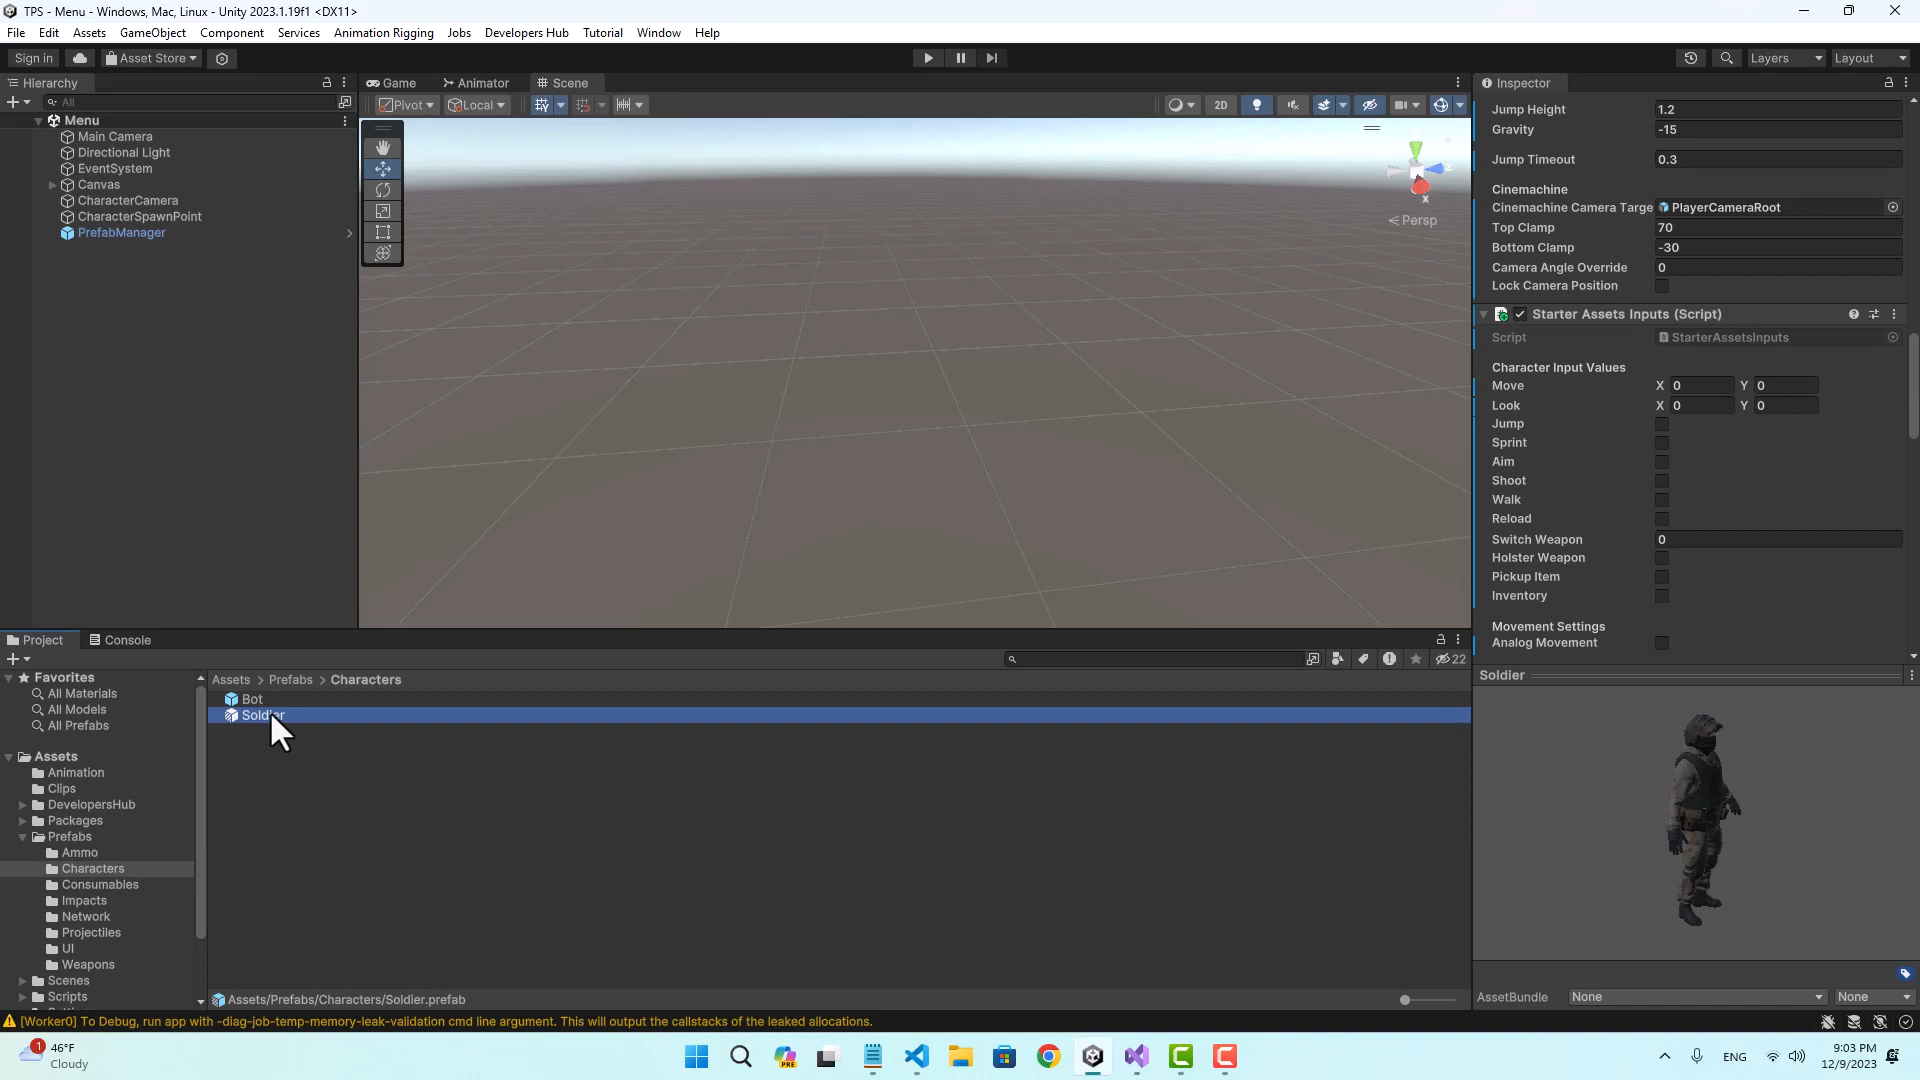 TPS - Menu - Windows, Mac, Linux - Unity 2023.1.19f1 <DX11>
File Edit Assets GameObject Component Services Animation Rigging Jobs Developers Hub Tutorial Window Help
Sign in Asset Store Layers Layout
Hierarchy
All
Menu
Main Camera
Directional Light
EventSystem
Canvas
CharacterCamera
CharacterSpawnPoint
PrefabManager
Game Animator Scene
Pivot Local 2D
x
Persp
Inspector
Jump Height 1.2
Gravity -15
Jump Timeout 0.3
Cinemachine
Cinemachine Camera Targe PlayerCameraRoot
Top Clamp 70
Bottom Clamp -30
Camera Angle Override 0
Lock Camera Position
Starter Assets Inputs (Script)
Script StarterAssetsInputs
Character Input Values
Move X 0 Y 0
Look X 0 Y 0
Jump
Sprint
Aim
Shoot
Walk
Reload
Switch Weapon 0
Holster Weapon
Pickup Item
Inventory
Movement Settings
Analog Movement
Soldier
AssetBundle None None
Project Console
22
Favorites
All Materials
All Models
All Prefabs
Assets
Animation
Clips
DevelopersHub
Packages
Prefabs
Ammo
Characters
Consumables
Impacts
Network
Projectiles
UI
Weapons
Scenes
Scripts
Assets > Prefabs > Characters
Bot
Soldier
Assets/Prefabs/Characters/Soldier.prefab
[Worker0] To Debug, run app with -diag-job-temp-memory-leak-validation cmd line argument. This will output the callstacks of the leaked allocations.
1
46°F
Cloudy
PRE
ENG
9:03 PM
12/9/2023